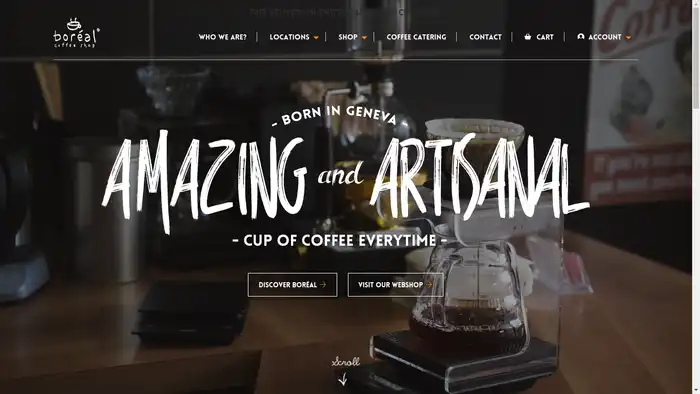 boréal
coffee shop
WHO WE ARE?
LOCATIONS
SHOP
COFFEE CATERING
CONTACT
CART
ACCOUNT
Coffee
- BORN IN GENEVA -
AMAZING and ARTISANAL
- CUP OF COFFEE EVERYTIME -
DISCOVER BORÉAL
VISIT OUR WEBSHOP
Scroll